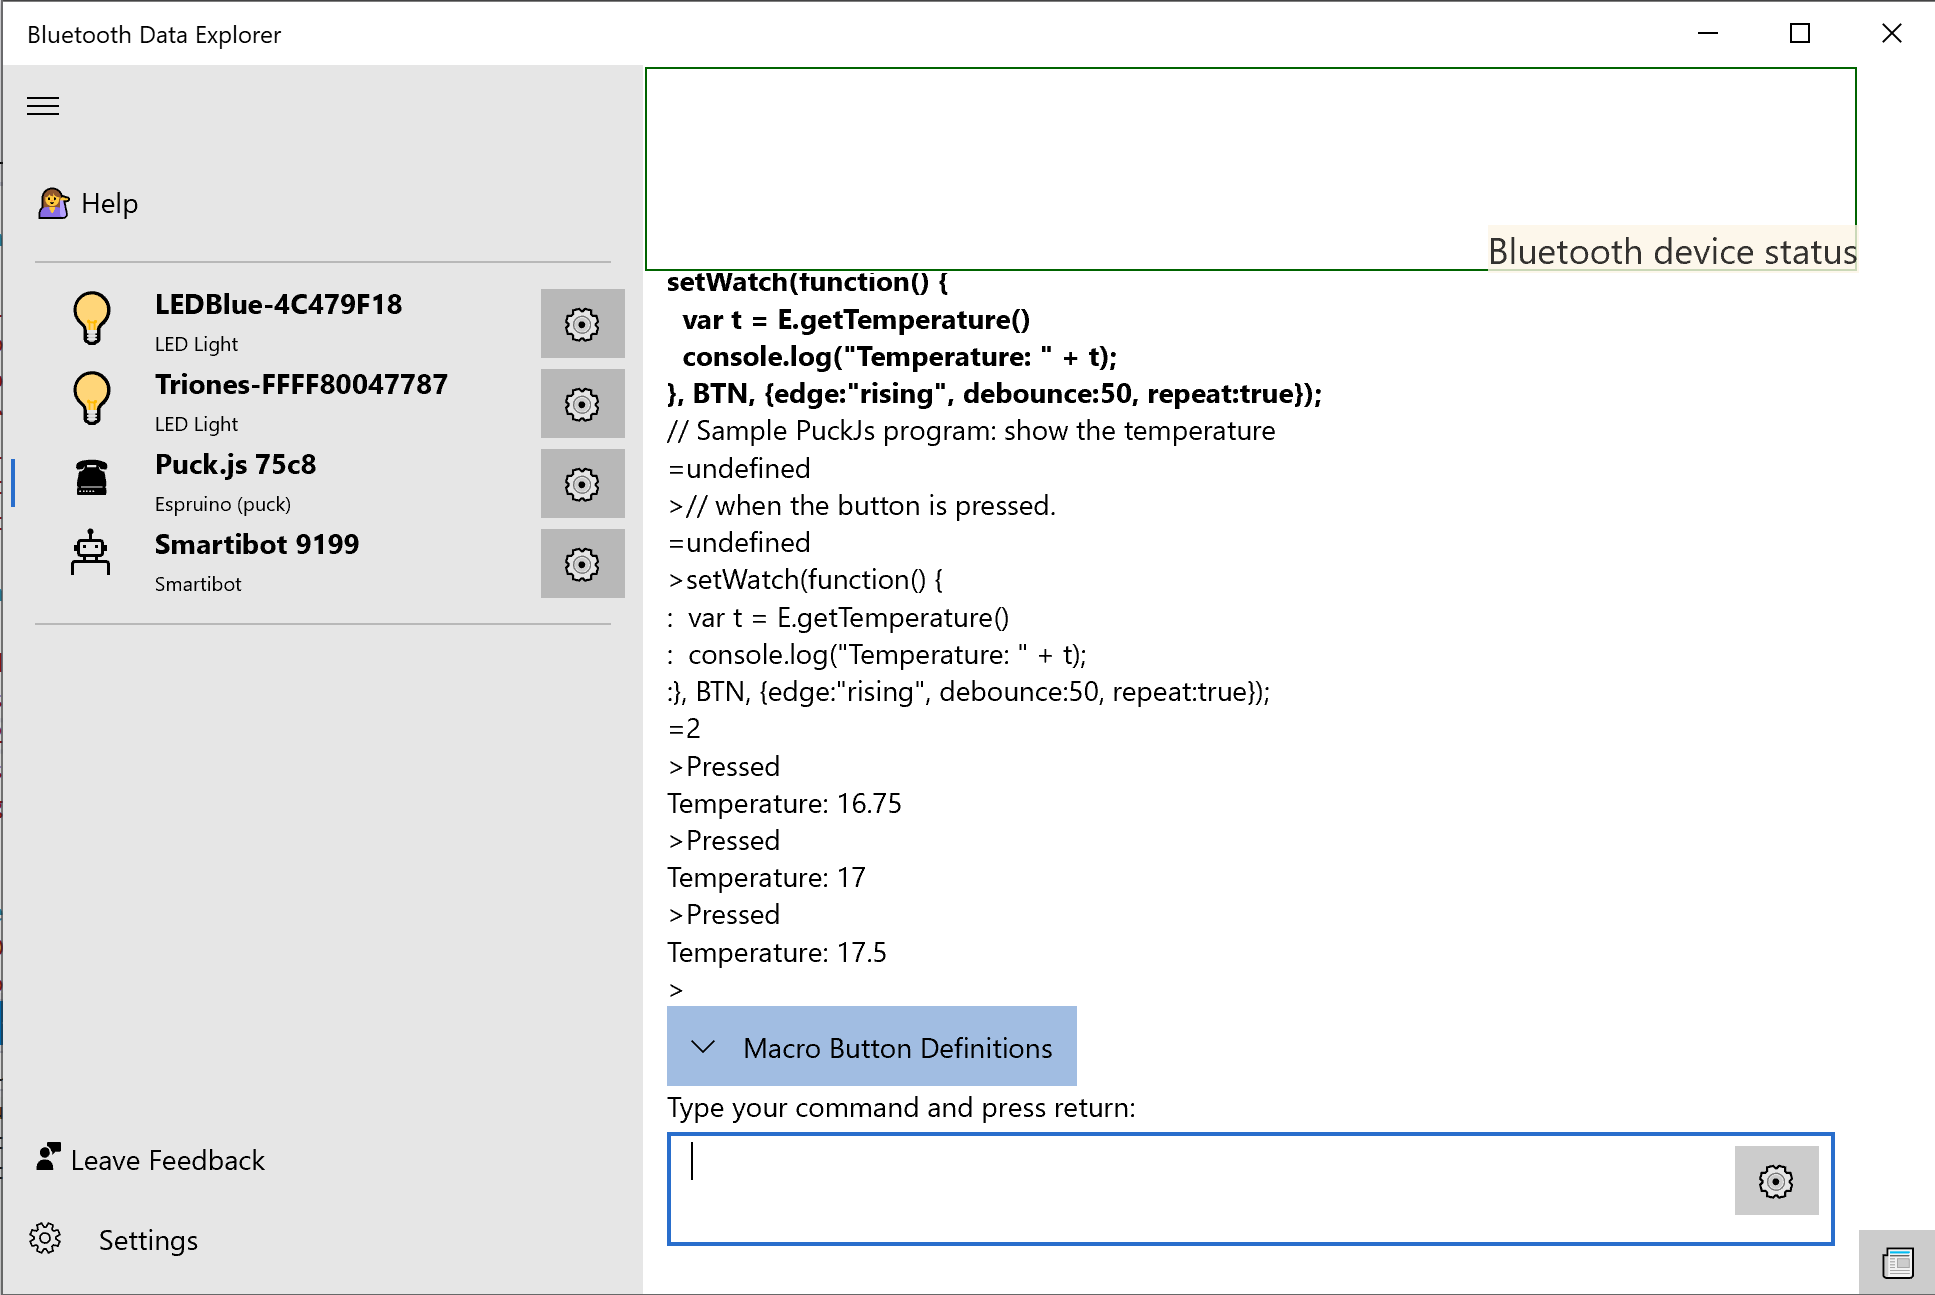 Bluetooth Data Explorer
Help
LEDBlue-4C479F18
LED Light
Triones-FFFF80047787
LED Light
Puck.js 75c8
Espruino (puck)
Smartibot 9199
Smartibot
Leave Feedback
Settings
Bluetooth device status
setWatch(function() {
  var t = E.getTemperature()
  console.log("Temperature: " + t);
}, BTN, {edge:"rising", debounce:50, repeat:true});
// Sample PuckJs program: show the temperature
=undefined
>// when the button is pressed.
=undefined
>setWatch(function() {
:  var t = E.getTemperature()
:  console.log("Temperature: " + t);
:}, BTN, {edge:"rising", debounce:50, repeat:true});
=2
>Pressed
Temperature: 16.75
>Pressed
Temperature: 17
>Pressed
Temperature: 17.5
>
Macro Button Definitions
Type your command and press return: